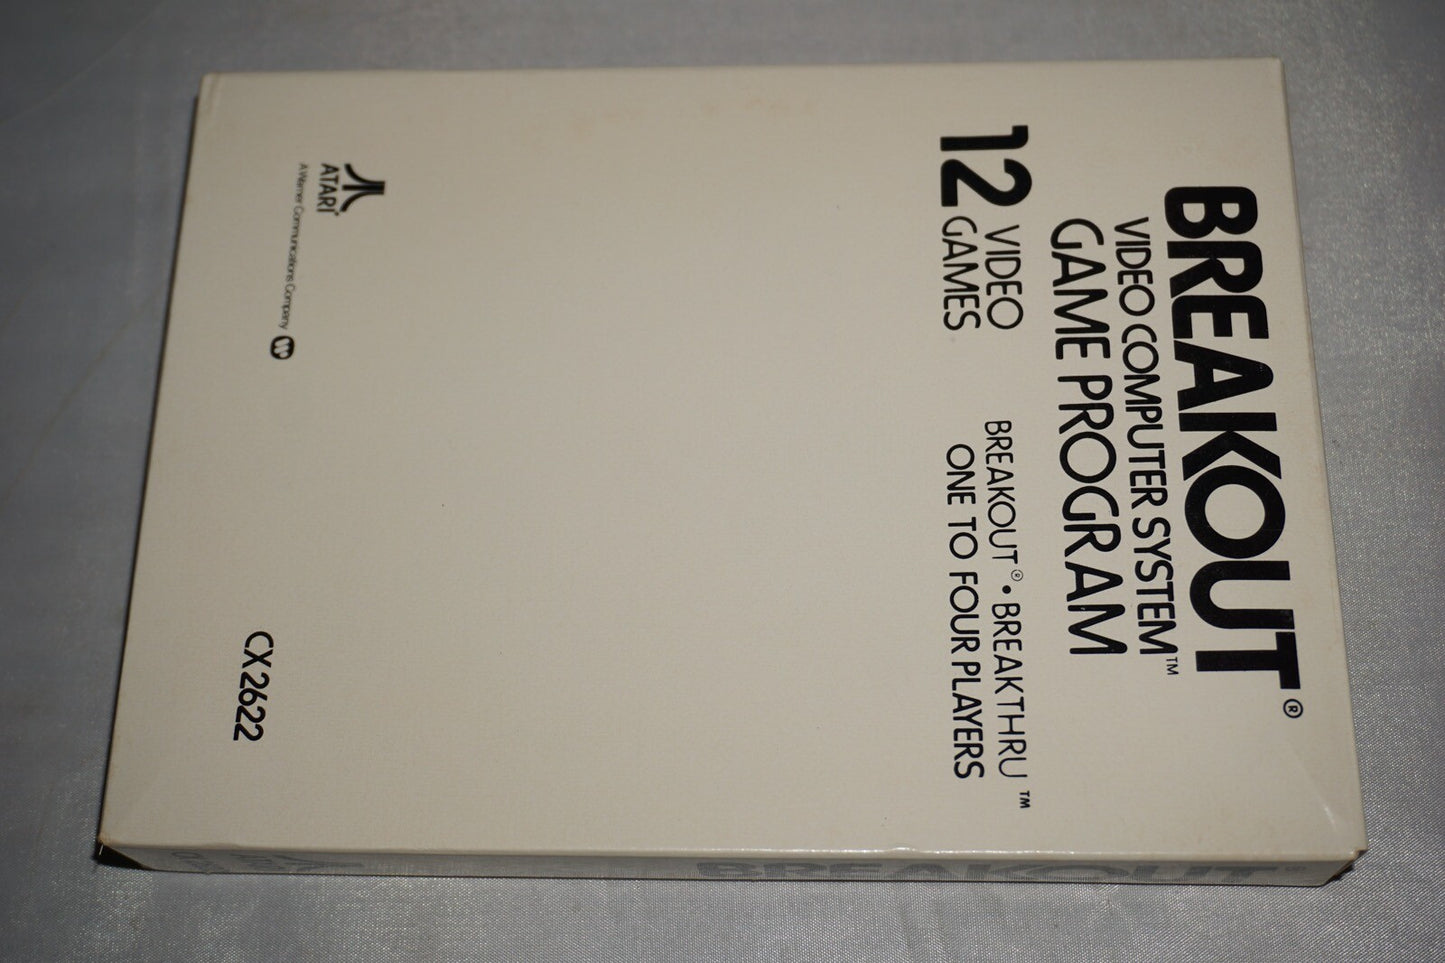 BREAKOUT®
VIDEO COMPUTER SYSTEM™
GAME PROGRAM
12 VIDEO GAMES
BREAKOUT® • BREAKTHRU™
ONE TO FOUR PLAYERS
ATARI®
A Warner Communications Company
CX2622
BREAKOUT